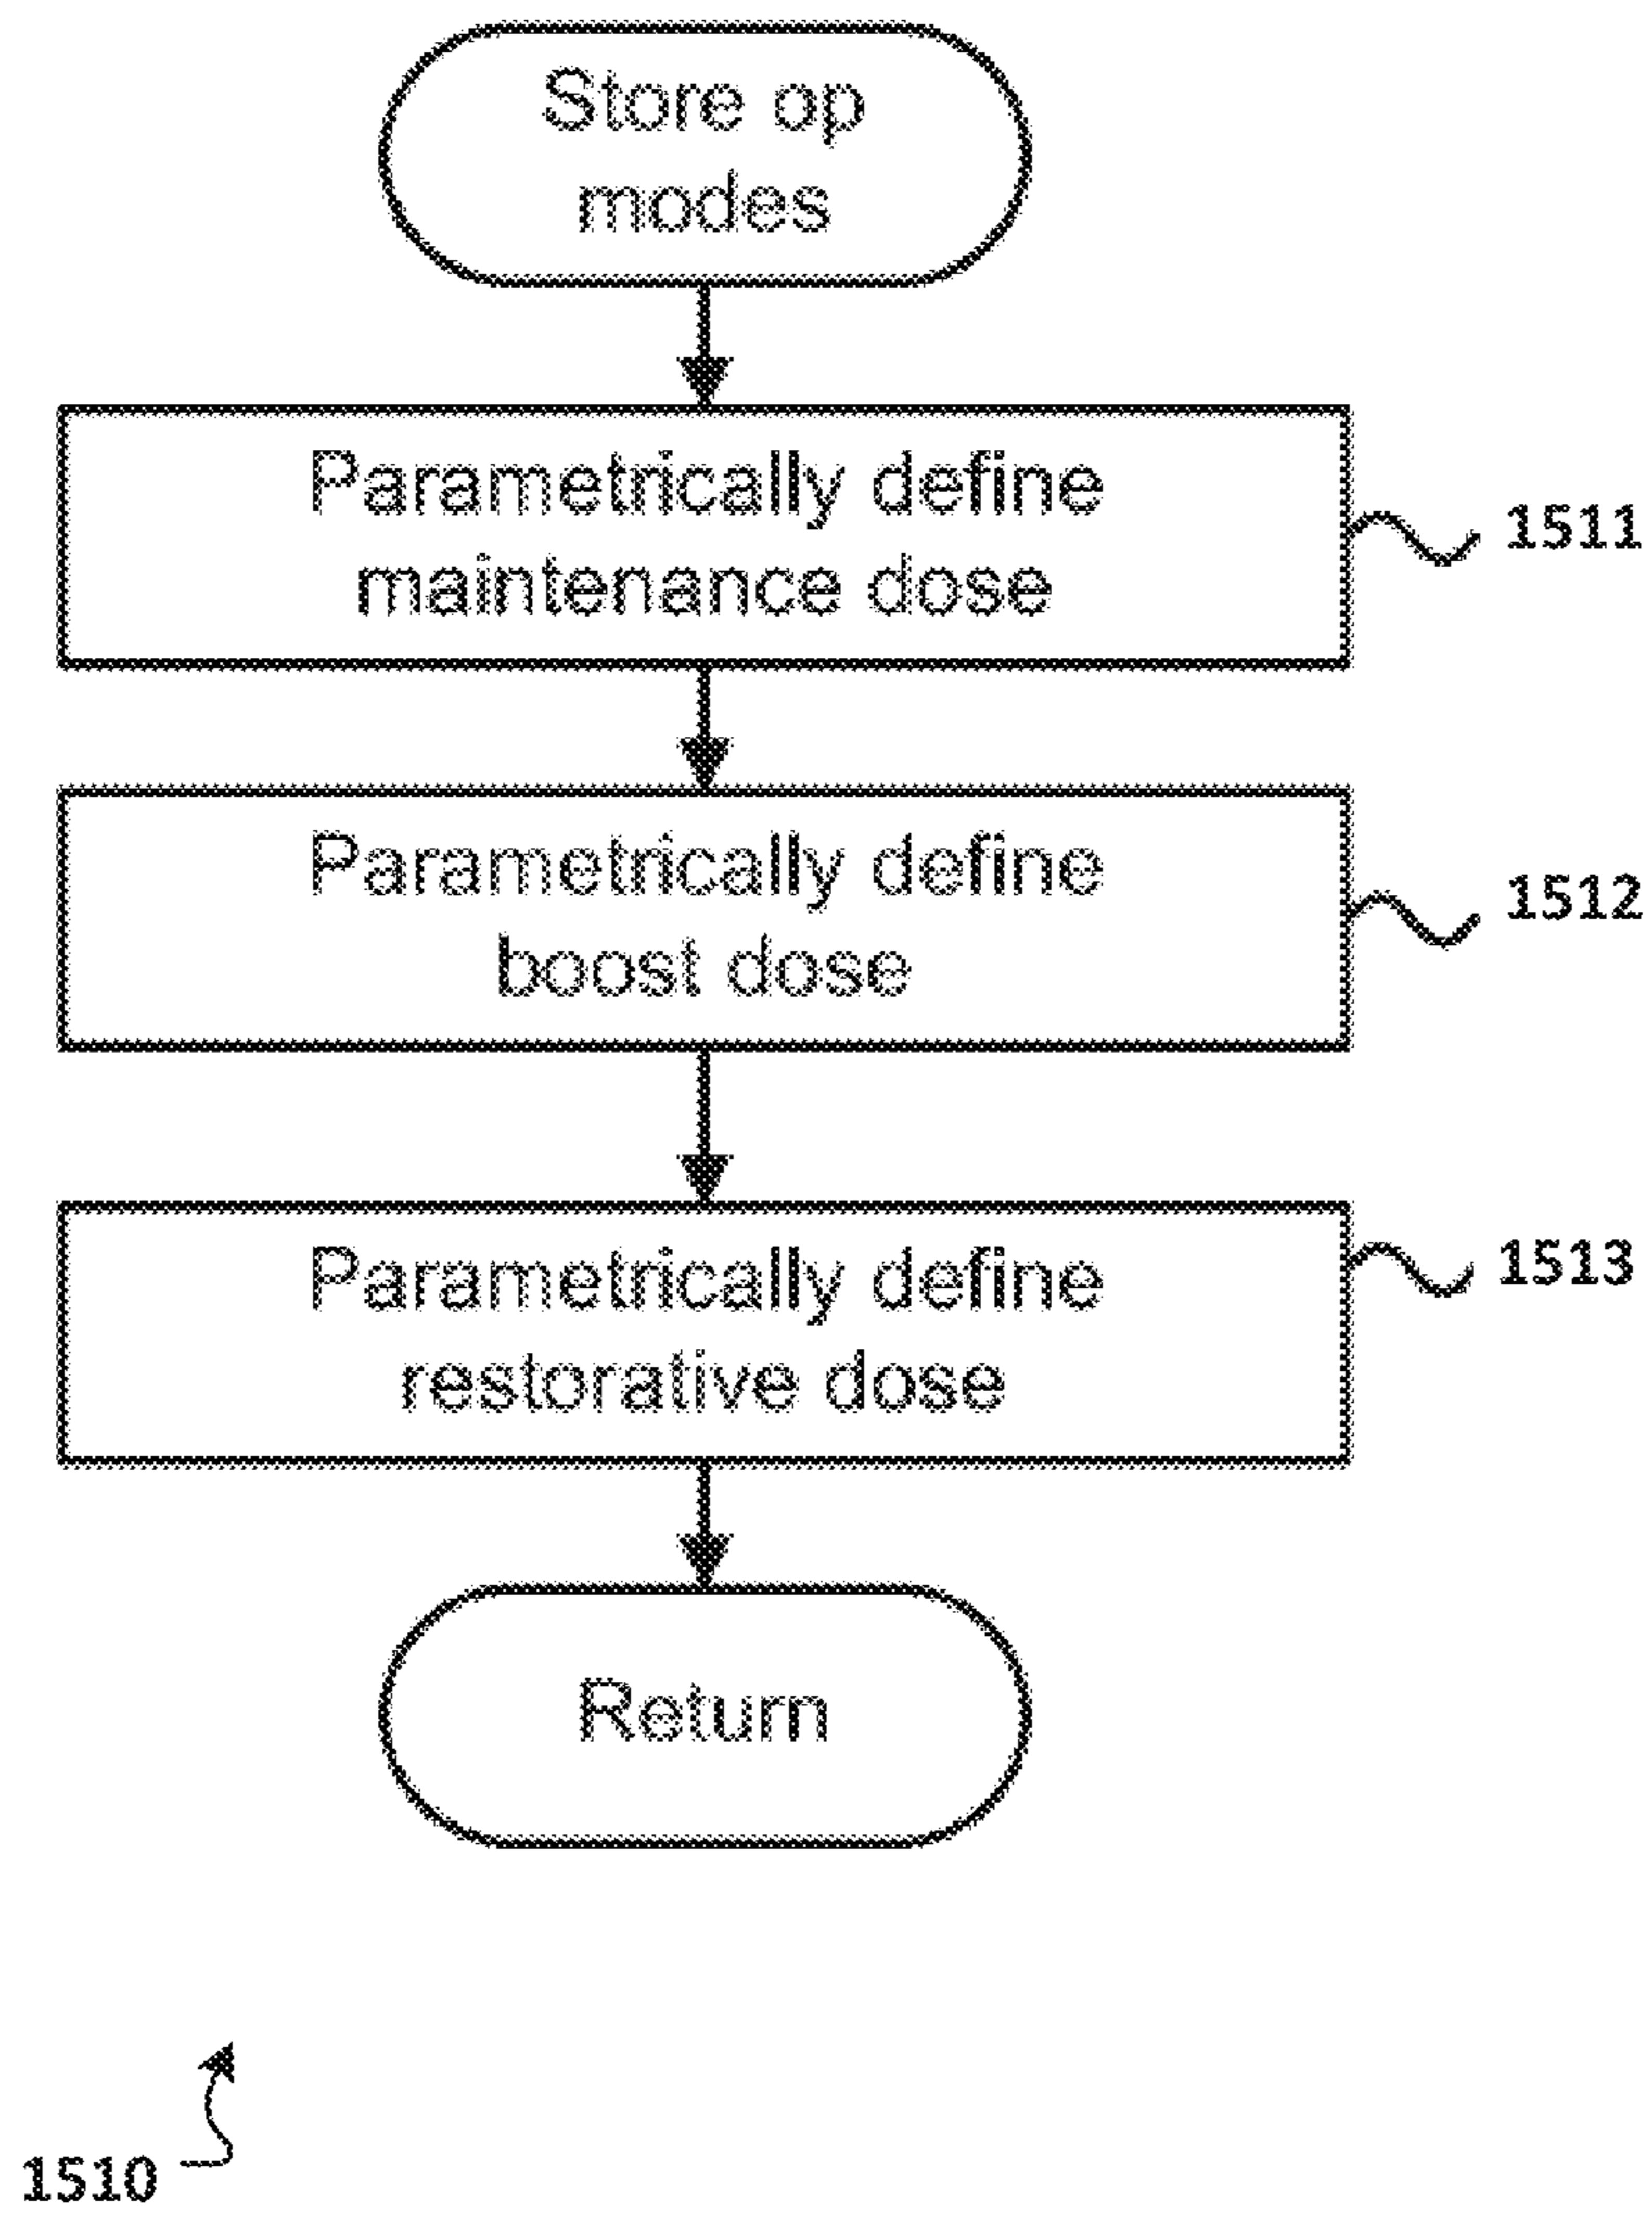 Store op
modes
Parametrically define
maintenance dose
1511
Parametrically define
boost dose
1512
Parametrically define
restorative dose
1513
Return
1510